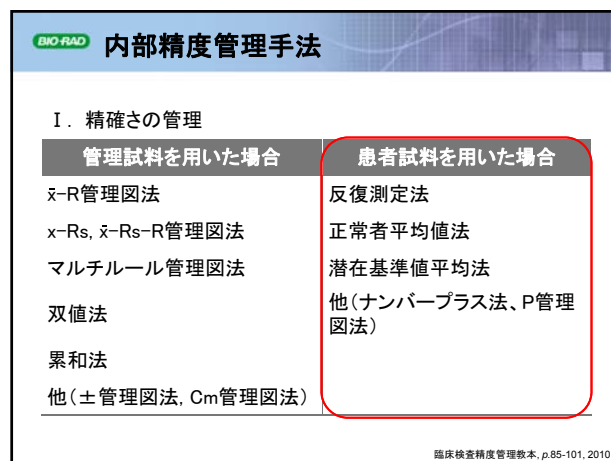 BIO-RAD 内部精度管理手法
Ⅰ. 精確さの管理
管理試料を用いた場合 患者試料を用いた場合
x̄-R管理図法 反復測定法
x-Rs, x̄-Rs-R管理図法 正常者平均値法
マルチルール管理図法 潜在基準値平均法
双値法 他(ナンバープラス法、P管理
図法)
累和法
他(±管理図法, Cm管理図法)
臨床検査精度管理教本, p.85-101, 2010